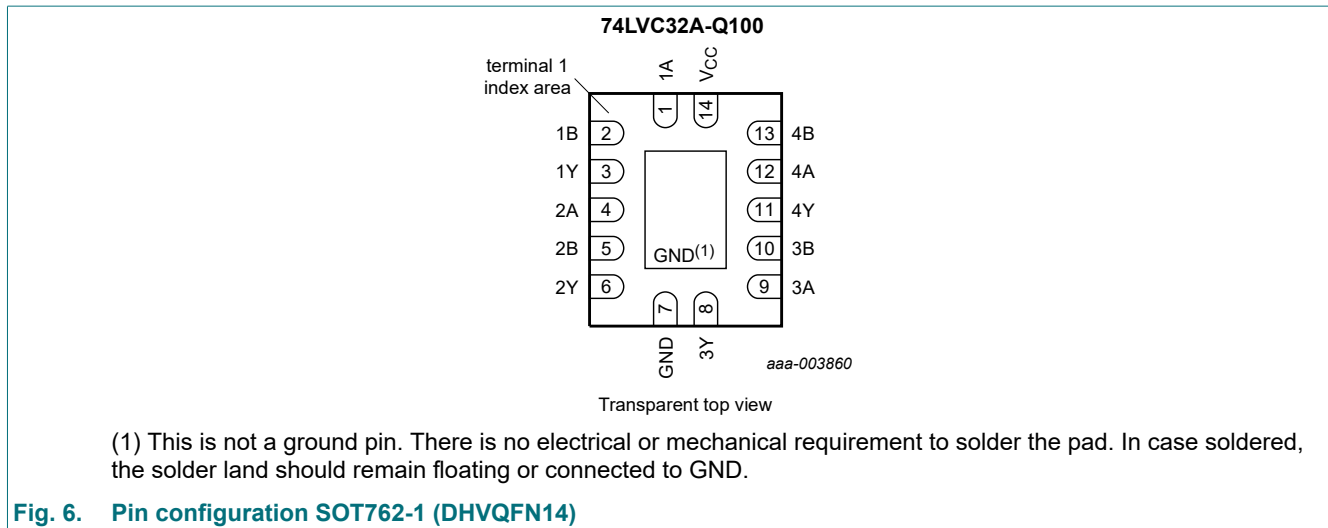 74LVC32A-Q100
terminal 1
index area
1A
VCC
1
14
1B 2
13 4B
1Y 3
12 4A
2A 4
11 4Y
2B 5
GND(1)
10 3B
2Y 6
9 3A
7
8
GND
3Y
aaa-003860
Transparent top view
(1) This is not a ground pin. There is no electrical or mechanical requirement to solder the pad. In case soldered,
the solder land should remain floating or connected to GND.
Fig. 6. Pin configuration SOT762-1 (DHVQFN14)